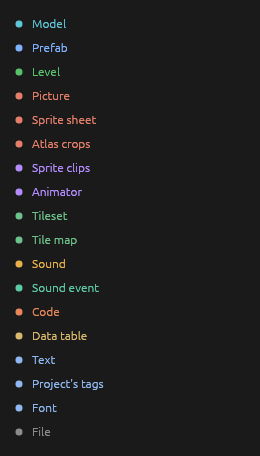 Model
Prefab
Level
Picture
Sprite sheet
Atlas crops
Sprite clips
Animator
Tileset
Tile map
Sound
Sound event
Code
Data table
Text
Project's tags
Font
File